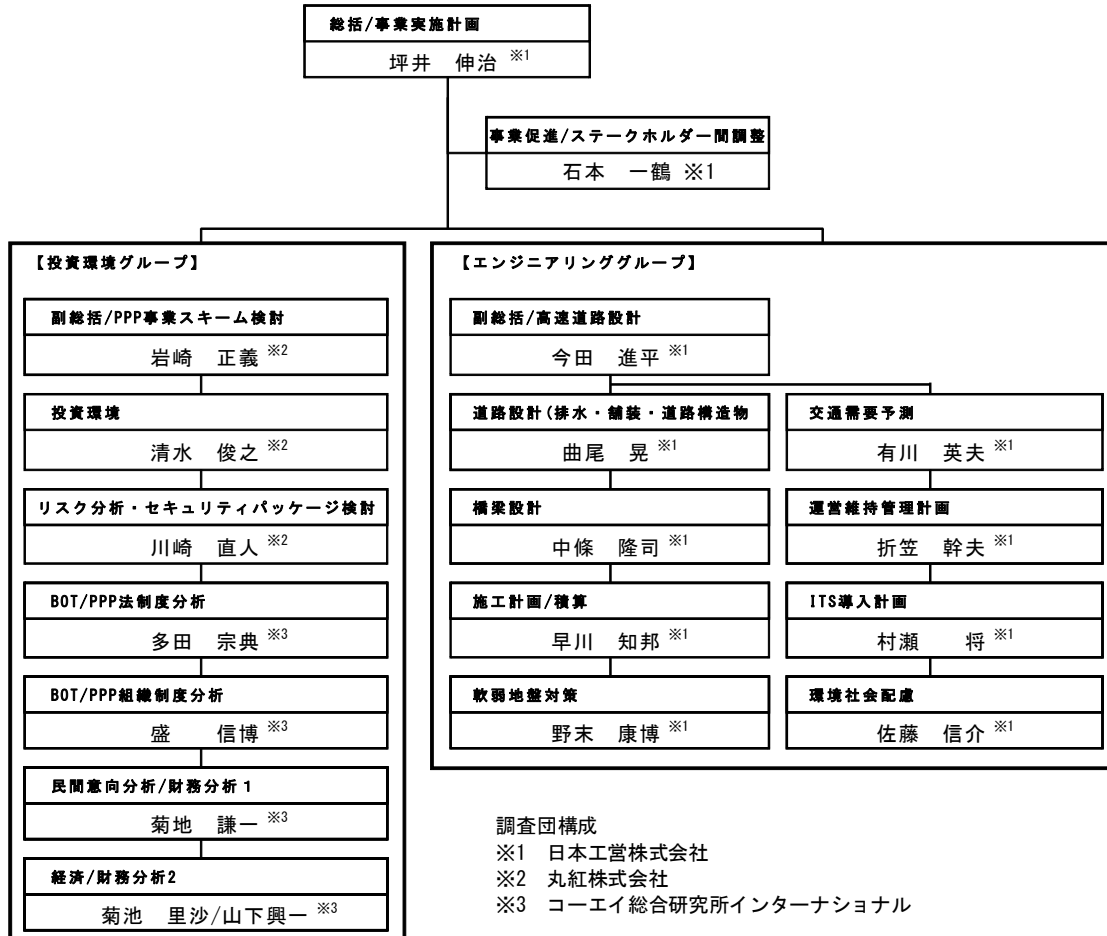 総括/事業実施計画
坪井　伸治 ※1
事業促進/ステークホルダー間調整
石本　一鶴 ※1
【投資環境グループ】
副総括/PPP事業スキーム検討
岩崎　正義 ※2
投資環境
清水　俊之 ※2
リスク分析・セキュリティパッケージ検討
川崎　直人 ※2
BOT/PPP法制度分析
多田　宗典 ※3
BOT/PPP組織制度分析
盛　　信博 ※3
民間意向分析/財務分析1
菊地　謙一 ※3
経済/財務分析2
菊池　里沙/山下興一 ※3
【エンジニアリンググループ】
副総括/高速道路設計
今田　進平 ※1
道路設計(排水・舗装・道路構造物
曲尾　晃 ※1
橋梁設計
中條　隆司 ※1
施工計画/積算
早川　知邦 ※1
軟弱地盤対策
野末　康博 ※1
交通需要予測
有川　英夫 ※1
運営維持管理計画
折笠　幹夫 ※1
ITS導入計画
村瀬　　将 ※1
環境社会配慮
佐藤　信介 ※1
調査団構成
※1　日本工営株式会社
※2　丸紅株式会社
※3　コーエイ総合研究所インターナショナル